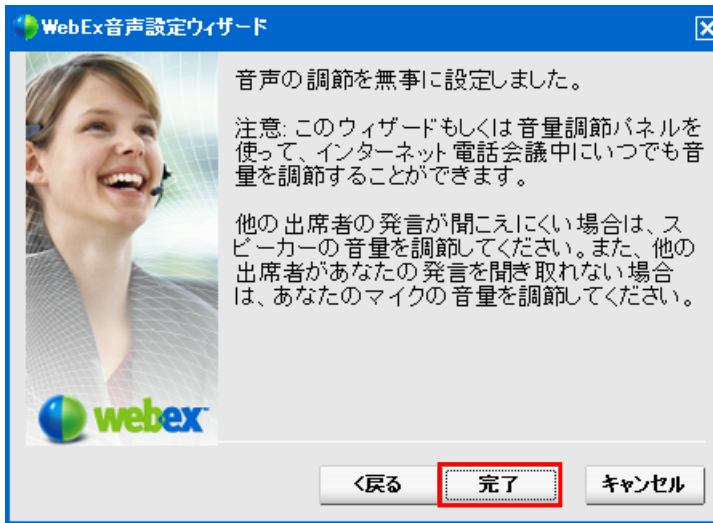 WebEx音声設定ウィザード
音声の調節を無事に設定しました。
注意: このウィザードもしくは音量調節パネルを
使って、インターネット電話会議中にいつでも音
量を調節することができます。
他の出席者の発言が聞こえにくい場合は、ス
ピーカーの音量を調節してください。また、他の
出席者があなたの発言を聞き取れない場合
は、あなたのマイクの音量を調節してください。
webex
<戻る 完了 キャンセル